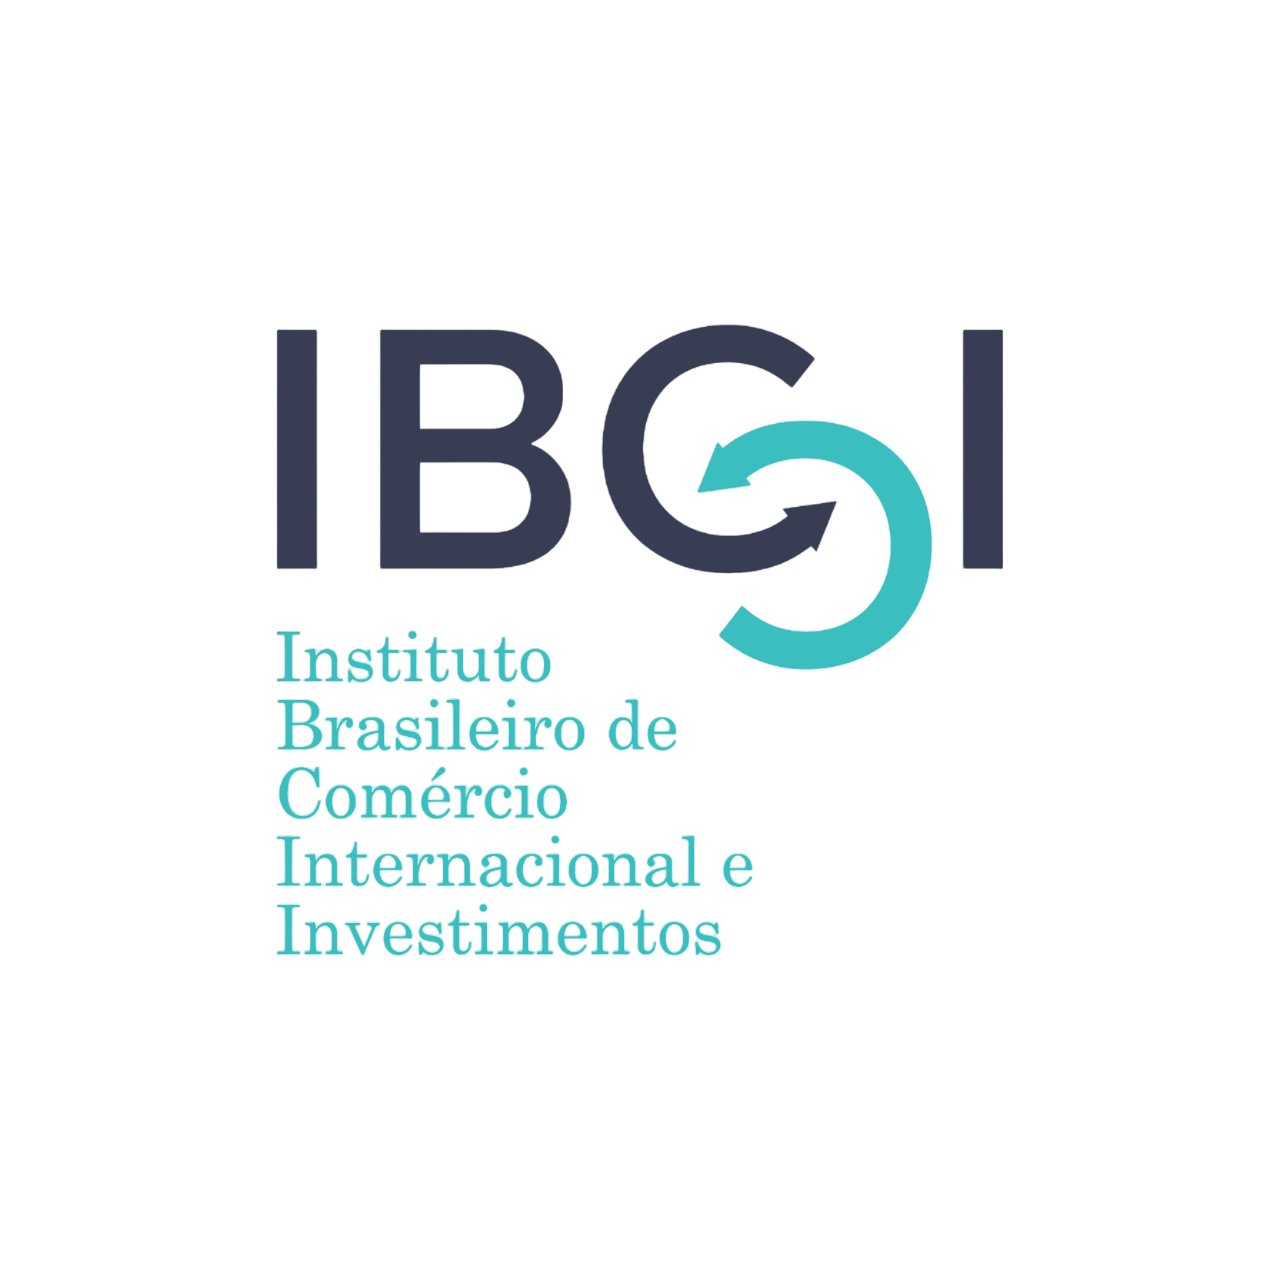 IBCI
Instituto
Brasileiro de
Comércio
Internacional e
Investimentos